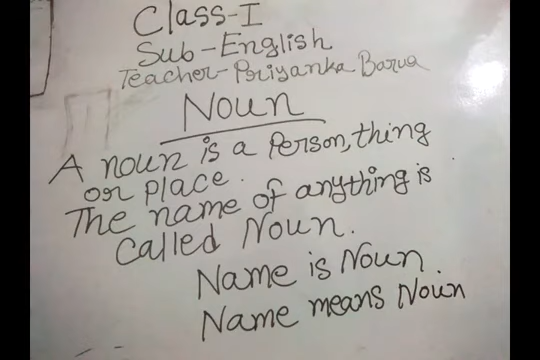 Class-I
Sub-English
Teacher-Priyanka Barua
Noun
A noun is a Person, thing
or place.
The name of anything is
called Noun.
Name is Noun.
Name means Noun